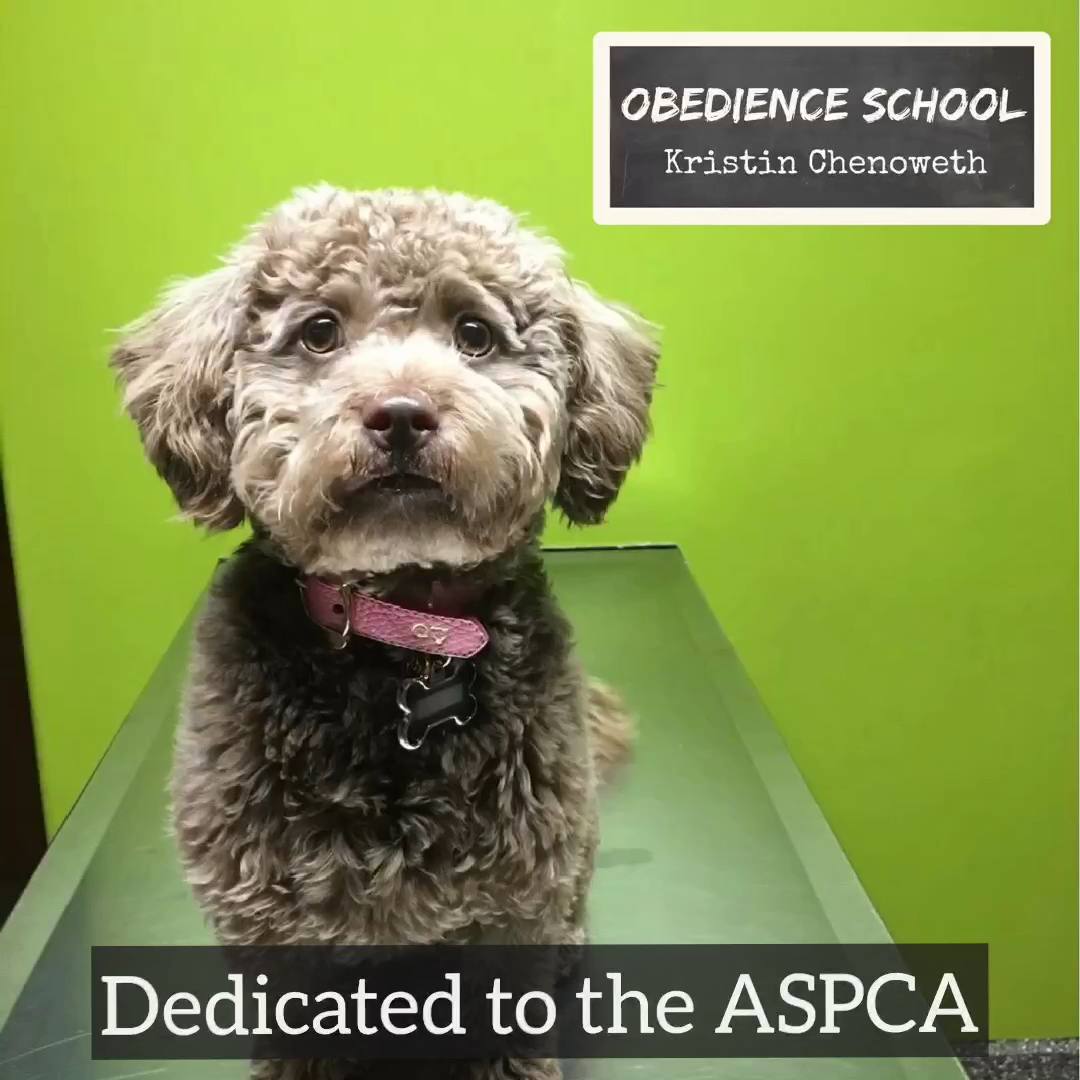 OBEDIENCE SCHOOL
Kristin Chenoweth
Dedicated to the ASPCA